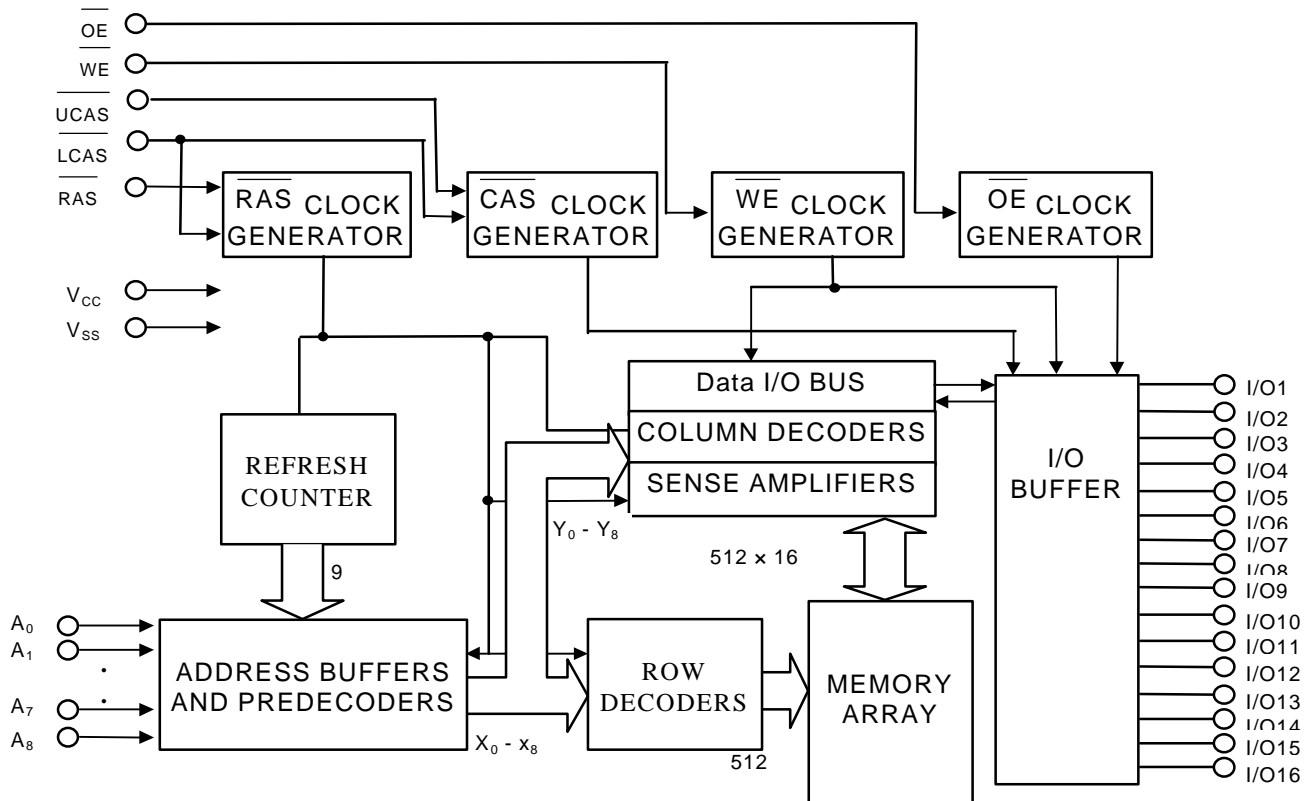 OE
WE
UCAS
LCAS
RAS
RAS CLOCK
GENERATOR
CAS CLOCK
GENERATOR
WE CLOCK
GENERATOR
OE CLOCK
GENERATOR
VCC
VSS
Data I/O BUS
COLUMN DECODERS
SENSE AMPLIFIERS
REFRESH
COUNTER
I/O
BUFFER
I/O1
I/O2
I/O3
I/O4
I/O5
I/O6
I/O7
I/O8
I/O9
I/O10
I/O11
I/O12
I/O13
I/O14
I/O15
I/O16
Y0 - Y8
512 × 16
9
A0
A1
.
.
A7
A8
ADDRESS BUFFERS
AND PREDECODERS
ROW
DECODERS
MEMORY
ARRAY
X0 - x8
512